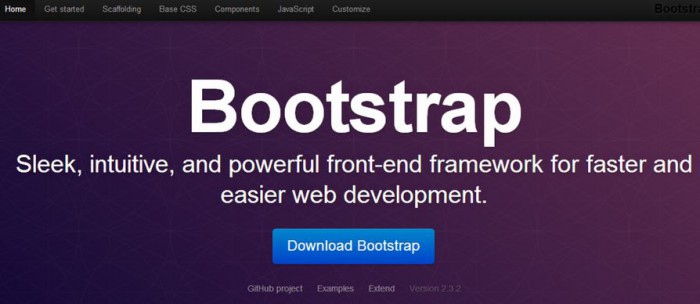 Home Get started Scaffolding Base CSS Components JavaScript Customize Bootstra
Bootstrap
Sleek, intuitive, and powerful front-end framework for faster and
easier web development.
Download Bootstrap
GitHub project Examples Extend Version 2.3.2